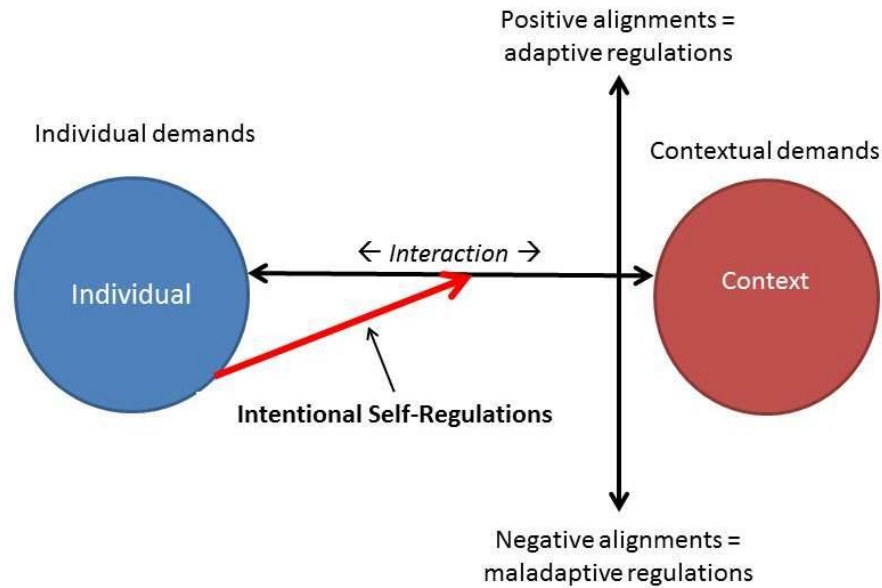 Positive alignments =
adaptive regulations
Individual demands
Contextual demands
← Interaction →
Individual
Context
Intentional Self-Regulations
Negative alignments =
maladaptive regulations